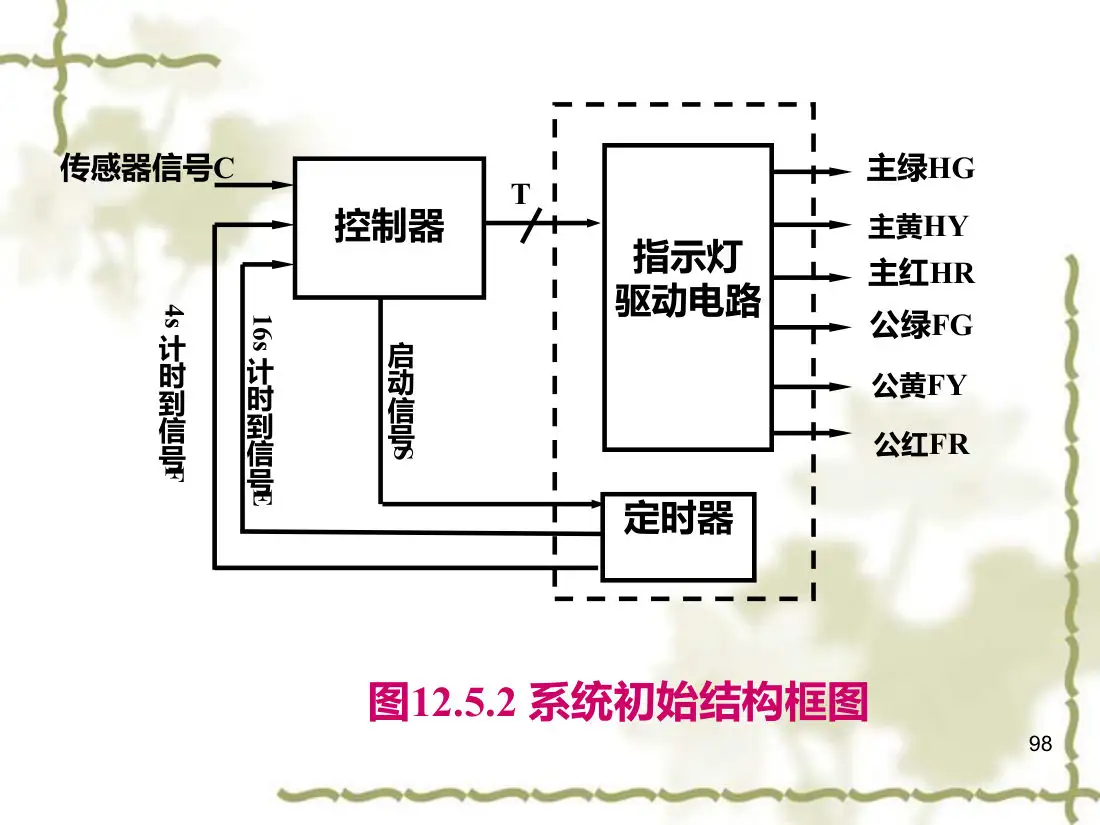 传感器信号C
控制器
T
指示灯
驱动电路
主绿HG
主黄HY
主红HR
公绿FG
公黄FY
公红FR
4s 计时到信号F
16s 计时到信号E
启动信号S
定时器
图12.5.2 系统初始结构框图
98